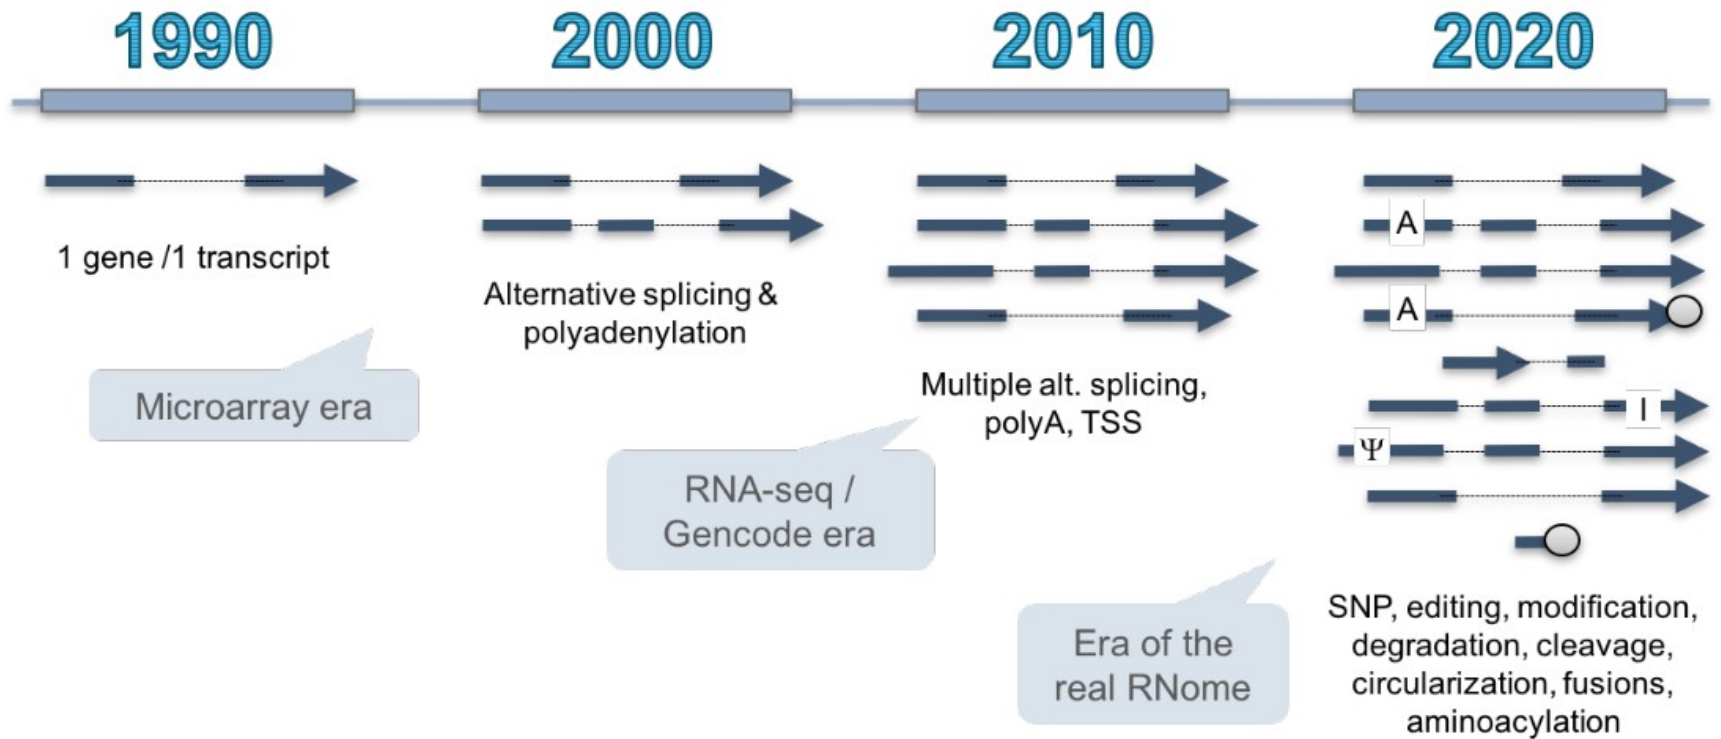 1990
2000
2010
2020
1 gene /1 transcript
Alternative splicing &
polyadenylation
Multiple alt. splicing,
polyA, TSS
A
A
I
Ψ
SNP, editing, modification,
degradation, cleavage,
circularization, fusions,
aminoacylation
Microarray era
RNA-seq /
Gencode era
Era of the
real RNome